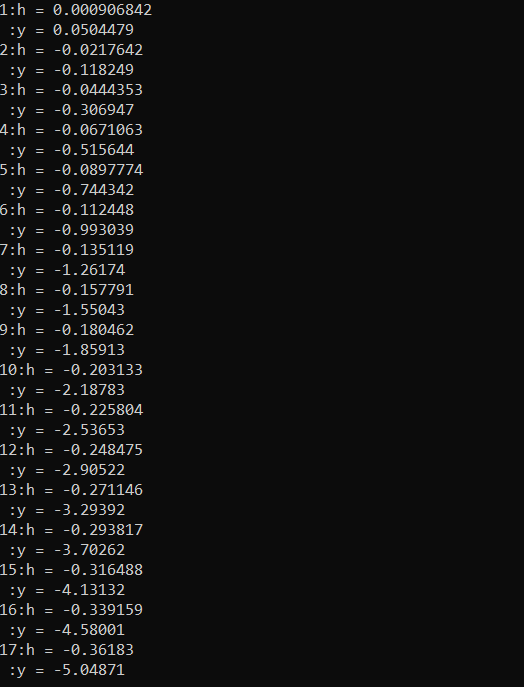 1:h = 0.000906842
:y = 0.0504479
2:h = -0.0217642
:y = -0.118249
3:h = -0.0444353
:y = -0.306947
4:h = -0.0671063
:y = -0.515644
5:h = -0.0897774
:y = -0.744342
6:h = -0.112448
:y = -0.993039
7:h = -0.135119
:y = -1.26174
8:h = -0.157791
:y = -1.55043
9:h = -0.180462
:y = -1.85913
10:h = -0.203133
:y = -2.18783
11:h = -0.225804
:y = -2.53653
12:h = -0.248475
:y = -2.90522
13:h = -0.271146
:y = -3.29392
14:h = -0.293817
:y = -3.70262
15:h = -0.316488
:y = -4.13132
16:h = -0.339159
:y = -4.58001
17:h = -0.36183
:y = -5.04871